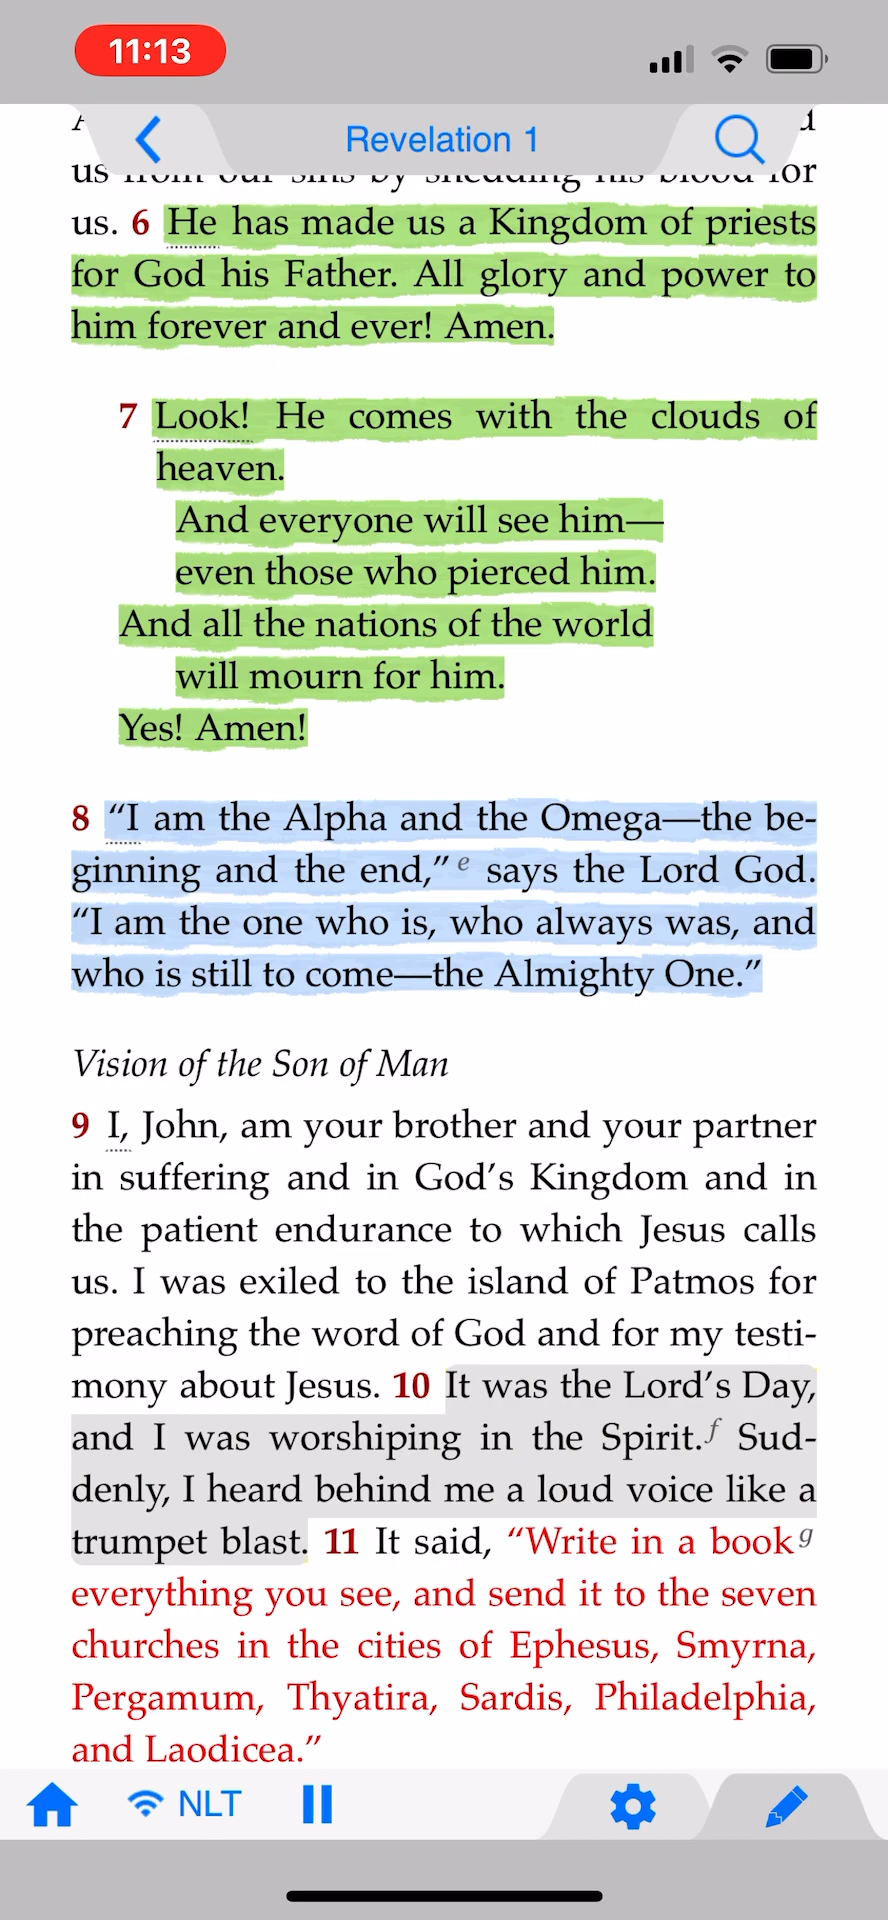 11:13
Revelation 1
us. 6 He has made us a Kingdom of priests
for God his Father. All glory and power to
him forever and ever! Amen.
7 Look! He comes with the clouds of
heaven.
And everyone will see him—
even those who pierced him.
And all the nations of the world
will mourn for him.
Yes! Amen!
8 “I am the Alpha and the Omega—the be-
ginning and the end,” e says the Lord God.
“I am the one who is, who always was, and
who is still to come—the Almighty One.”
Vision of the Son of Man
9 I, John, am your brother and your partner
in suffering and in God’s Kingdom and in
the patient endurance to which Jesus calls
us. I was exiled to the island of Patmos for
preaching the word of God and for my testi-
mony about Jesus. 10 It was the Lord’s Day,
and I was worshiping in the Spirit. f Sud-
denly, I heard behind me a loud voice like a
trumpet blast. 11 It said, “Write in a book g
everything you see, and send it to the seven
churches in the cities of Ephesus, Smyrna,
Pergamum, Thyatira, Sardis, Philadelphia,
and Laodicea.”
NLT